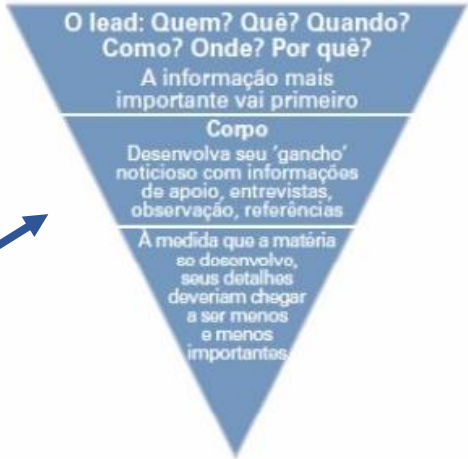 O lead: Quem? Quê? Quando?
Como? Onde? Por quê?
A informação mais
importante vai primeiro
Corpo
Desenvolva seu ‘gancho’
noticioso com informações
de apoio, entrevistas,
observação, referências
À medida que a matéria
se desenvolve,
seus detalhes
deveriam chegar
a ser menos
e menos
importantes